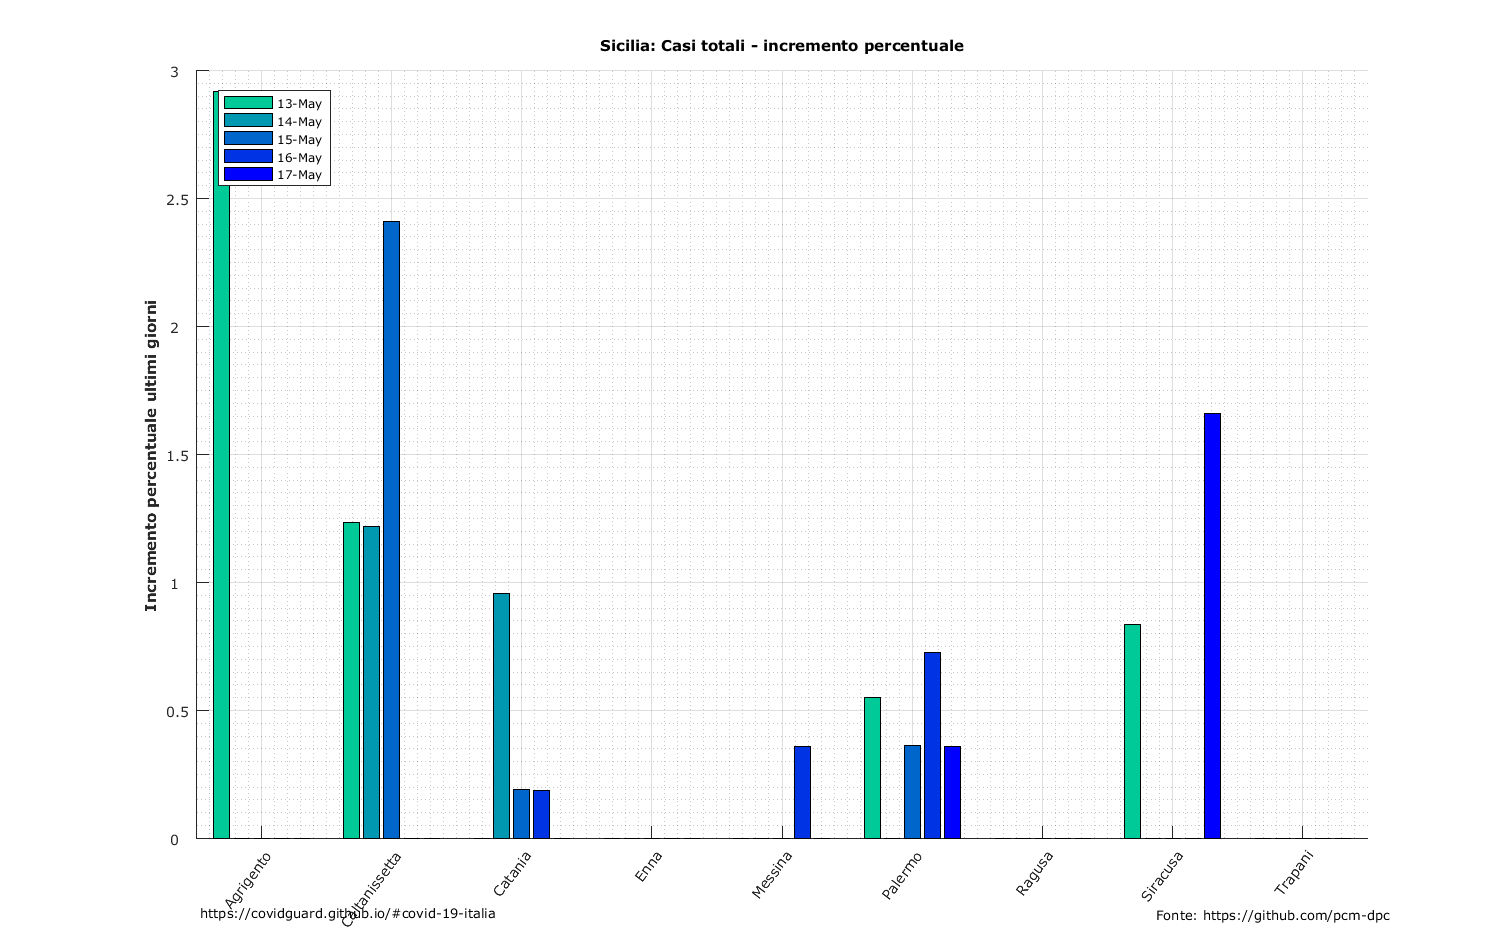 Sicilia: Casi totali - incremento percentuale
3
2.5
2
1.5
1
0.5
0
Incremento percentuale ultimi giorni
13-May
14-May
15-May
16-May
17-May
Agrigento
Caltanissetta
Catania
Enna
Messina
Palermo
Ragusa
Siracusa
Trapani
https://covidguard.github.io/#covid-19-italia
Fonte: https://github.com/pcm-dpc